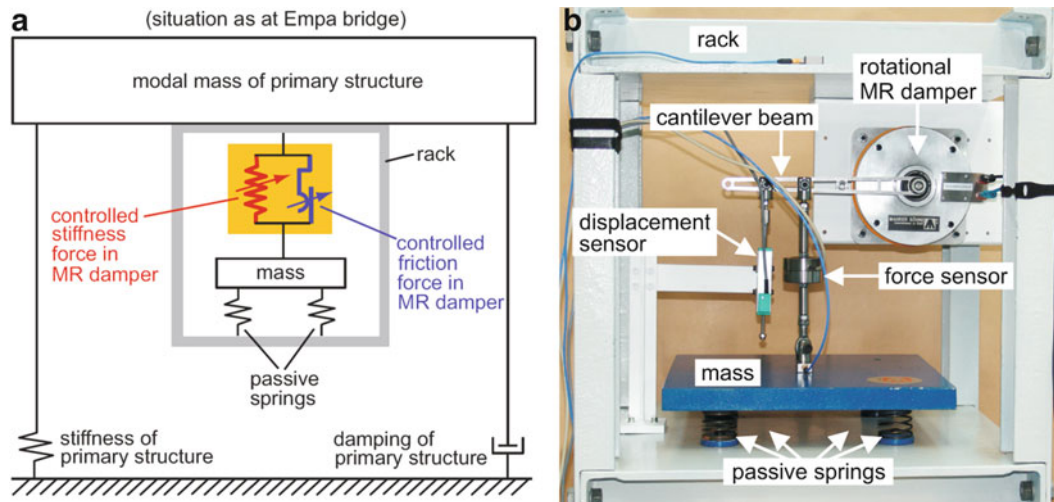 a
(situation as at Empa bridge)
modal mass of primary structure
rack
controlled
stiffness
force in
MR damper
controlled
friction
force in
MR damper
mass
passive
springs
stiffness of
primary structure
damping of
primary structure
b
rack
rotational
MR damper
cantilever beam
displacement
sensor
force sensor
mass
passive springs